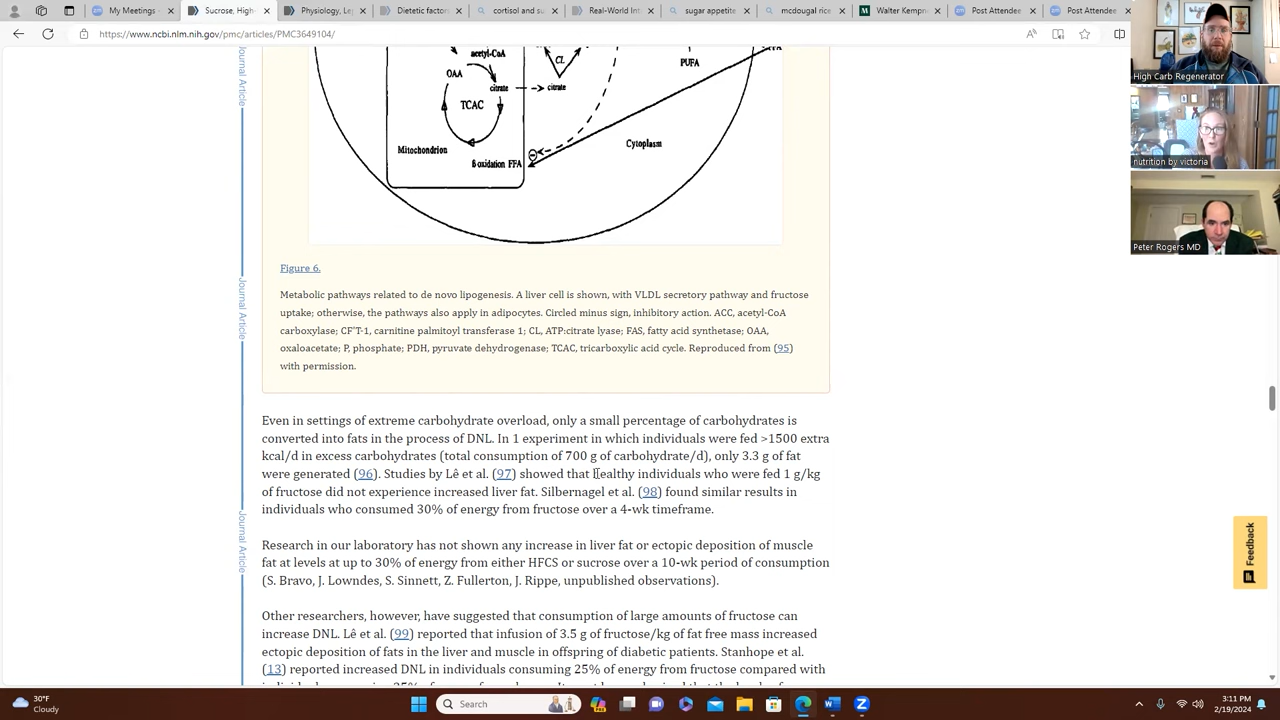 My Meetings
Sucrose, High-
Physiology, Le
Dietetic factors
cortisol and su
Real-World Int
sugar appetite
mcdougall rice
Walter Kempn
Post Attendee
Post Attendee
https://www.ncbi.nlm.nih.gov/pmc/articles/PMC3649104/
High Carb Regenerator
nutrition by victoria
Peter Rogers MD
Journal Article
Journal Article
Journal Article
acetyl-CoA
CL
PUFA
OAA
citrate
citrate
TCAC
Mitochondrion
Cytoplasm
β oxidation FFA
Figure 6.
Metabolic pathways related to de novo lipogenesis. A liver cell is shown, with VLDL secretory pathway and fructose
uptake; otherwise, the pathways also apply in adipocytes. Circled minus sign, inhibitory action. ACC, acetyl CoA
carboxylase; CFT-1, carnitine palmitoyl transferase 1; CL, ATP:citrate lyase; FAS, fatty acid synthetase; OAA,
oxaloacetate; P, phosphate; PDH, pyruvate dehydrogenase; TCAC, tricarboxylic acid cycle. Reproduced from (95)
with permission.
Even in settings of extreme carbohydrate overload, only a small percentage of carbohydrates is
converted into fats in the process of DNL. In 1 experiment in which individuals were fed >1500 extra
kcal/d in excess carbohydrates (total consumption of 700 g of carbohydrate/d), only 3.3 g of fat
were generated (96). Studies by Lê et al. (97) showed that healthy individuals who were fed 1 g/kg
of fructose did not experience increased liver fat. Silbernagel et al. (98) found similar results in
individuals who consumed 30% of energy from fructose over a 4-wk timeframe.
Research in our laboratory has not shown any increase in liver fat or ectopic deposition of muscle
fat at levels at up to 30% of energy from either HFCS or sucrose over a 10-wk period of consumption
(S. Bravo, J. Lowndes, S. Sinnett, Z. Fullerton, J. Rippe, unpublished observations).
Other researchers, however, have suggested that consumption of large amounts of fructose can
increase DNL. Lê et al. (99) reported that infusion of 3.5 g of fructose/kg of fat free mass increased
ectopic deposition of fats in the liver and muscle in offspring of diabetic patients. Stanhope et al.
(13) reported increased DNL in individuals consuming 25% of energy from fructose compared with
Feedback
30°F
Cloudy
Search
3:11 PM
2/19/2024